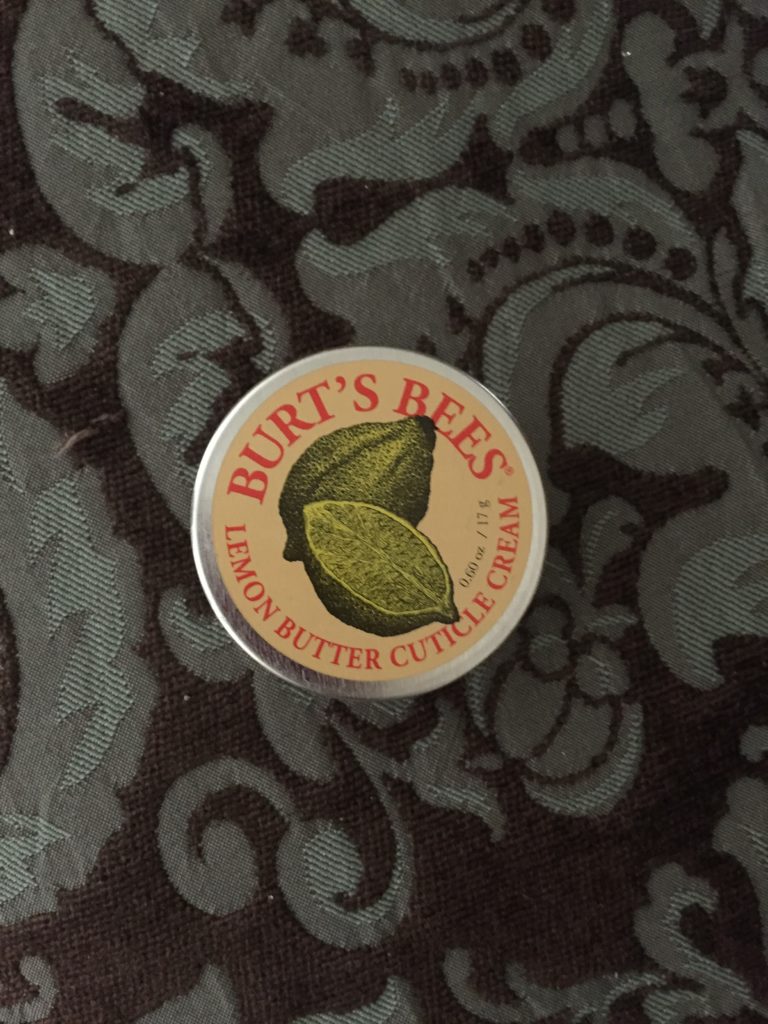 BURT'S BEES®
0.60 oz / 17 g
LEMON BUTTER CUTICLE CREAM